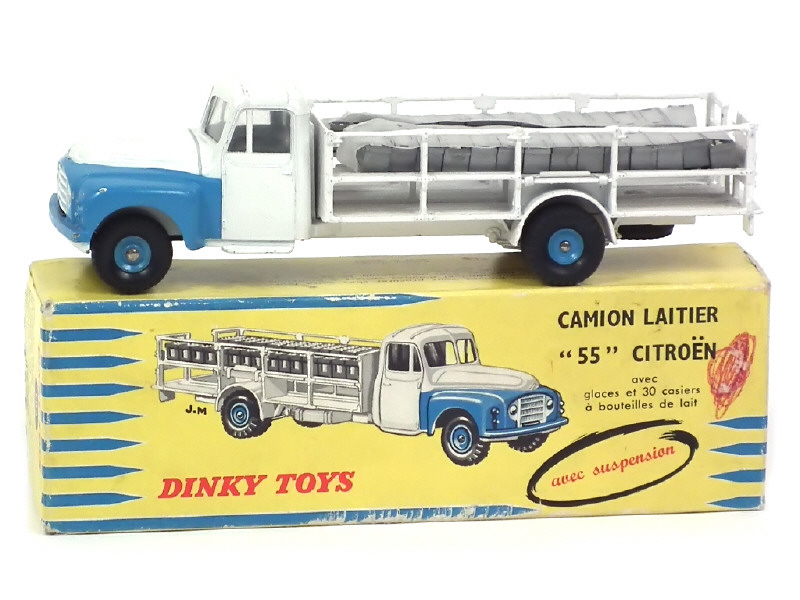 CAMION LAITIER
"55" CITROËN
avec
glaces et 30 casiers
à bouteilles de lait
J.M
DINKY TOYS
avec suspension